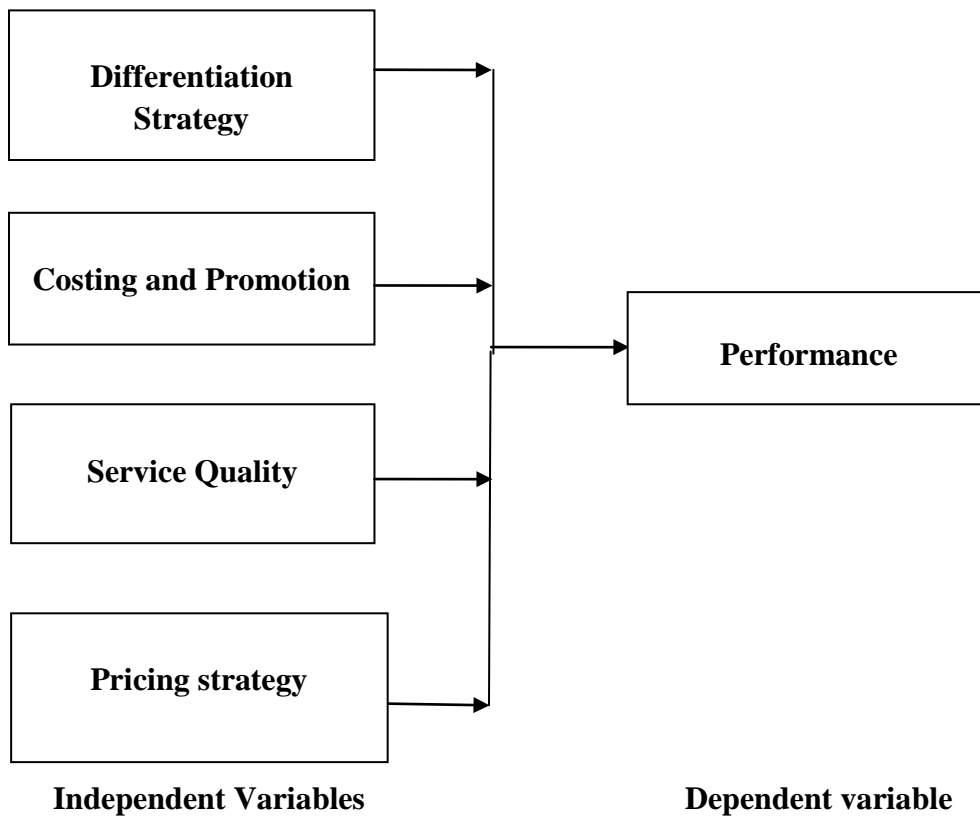 Differentiation
Strategy
Costing and Promotion
Performance
Service Quality
Pricing strategy
Independent Variables
Dependent variable